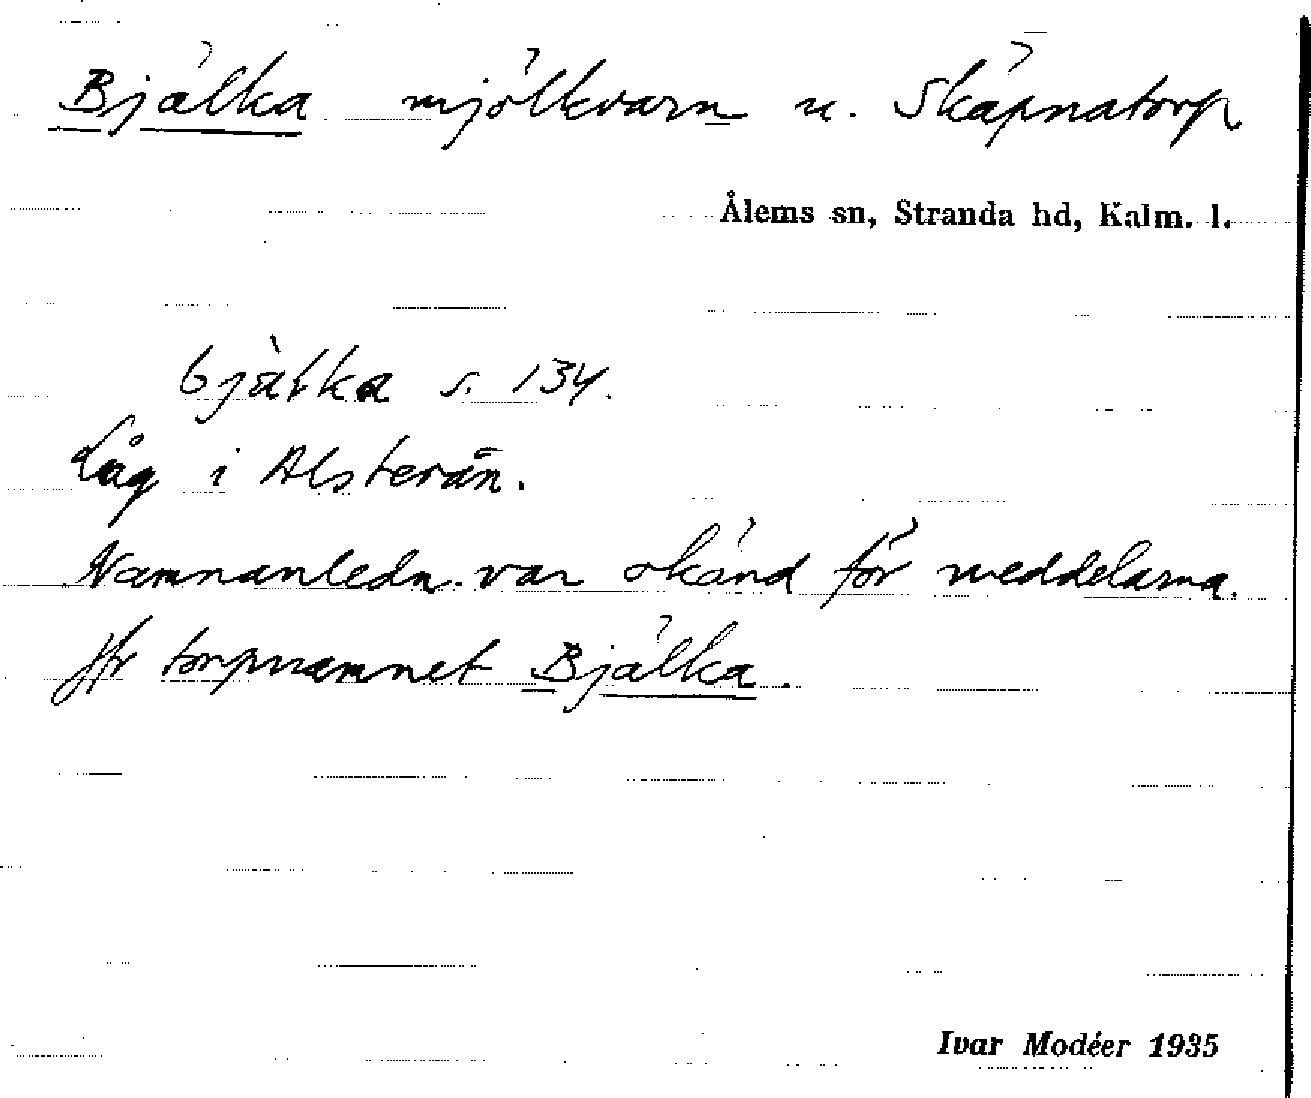 Bjälka mjölkvarn u. Skäpnatorp
Ålems sn, Stranda hd, Kalm. l.
bjälka s. 134.
Låg i Alsterån.
Namnanledn. var okänd för meddelarna.
Jfr torpnamnet Bjälka.
Ivar Modéer 1935